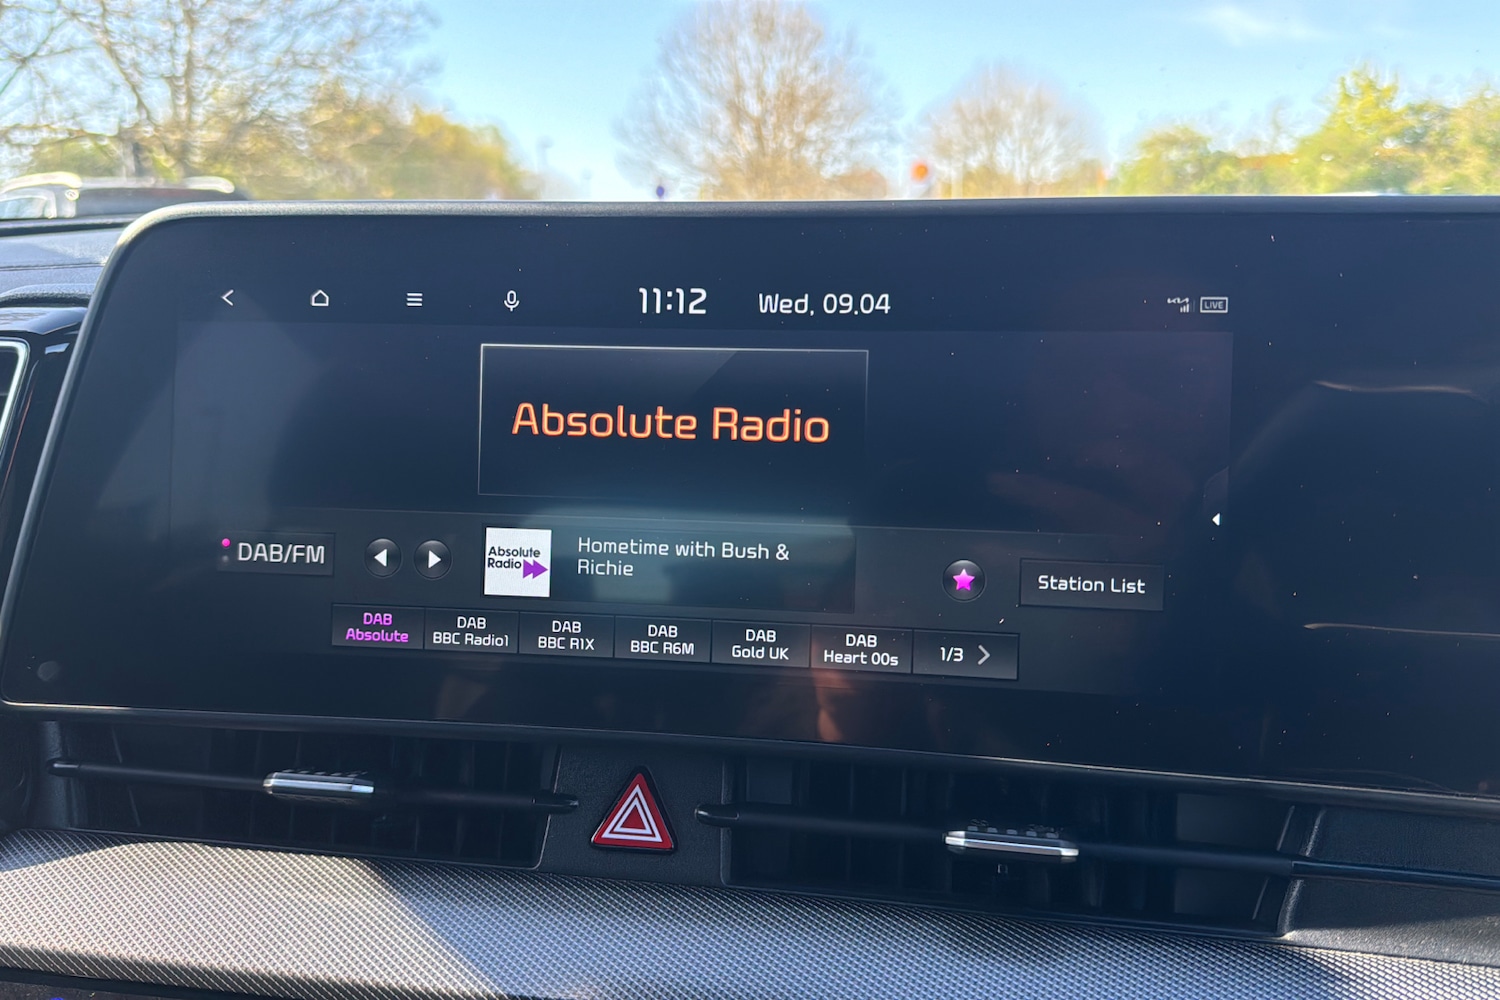 11:12 Wed, 09.04 KIA LIVE
Absolute Radio
DAB/FM
Absolute
Radio
Hometime with Bush &
Richie
Station List
DAB
Absolute
DAB
BBC Radio1
DAB
BBC R1X
DAB
BBC R6M
DAB
Gold UK
DAB
Heart 00s
1/3